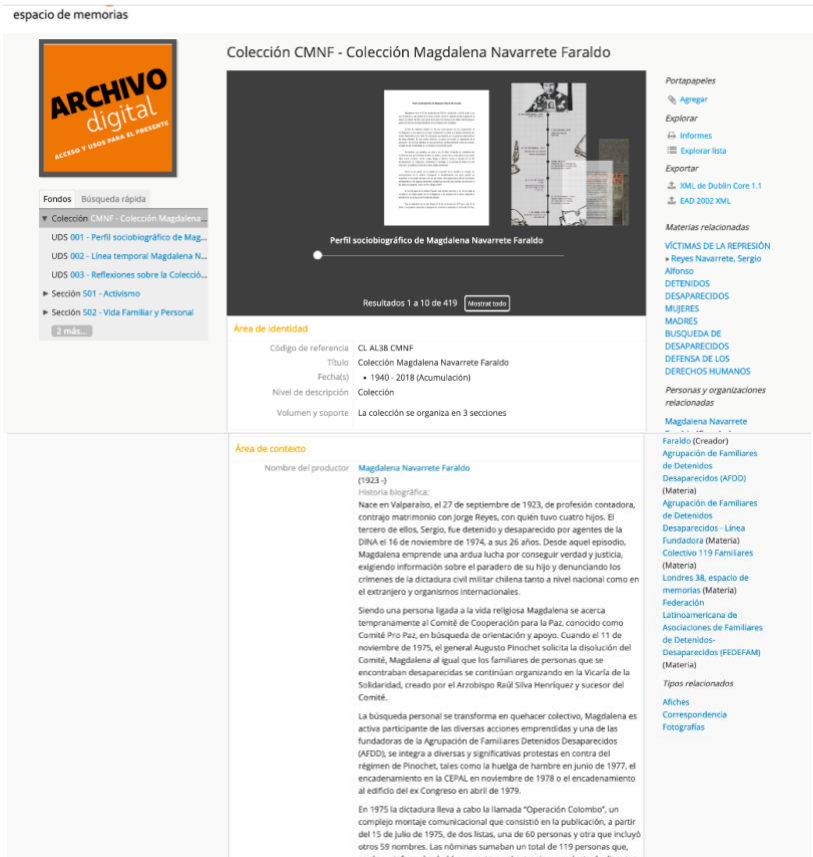 espacio de memorias
ARCHIVO
digital
ACCESO Y USOS PARA EL PRESENTE
Fondos Búsqueda rápida
▼ Colección CMNF - Colección Magdalena...
UDS 001 - Perfil sociobiográfico de Mag...
UDS 002 - Línea temporal Magdalena N...
UDS 003 - Reflexiones sobre la Colecció...
► Sección S01 - Activismo
► Sección S02 - Vida Familiar y Personal
2 más...
Colección CMNF - Colección Magdalena Navarrete Faraldo
Perfil sociobiográfico de Magdalena Navarrete Faraldo
Resultados 1 a 10 de 419 Mostrat todo
Área de identidad
Código de referencia CL AL38 CMNF
Título Colección Magdalena Navarrete Faraldo
Fecha(s) • 1940 - 2018 (Acumulación)
Nivel de descripción Colección
Volumen y soporte La colección se organiza en 3 secciones
Área de contexto
Nombre del productor Magdalena Navarrete Faraldo
(1923 -)
Historia biográfica:
Nace en Valparaíso, el 27 de septiembre de 1923, de profesión contadora,
contrajo matrimonio con Jorge Reyes, con quién tuvo cuatro hijos. El
tercero de ellos, Sergio, fue detenido y desaparecido por agentes de la
DINA el 16 de noviembre de 1974, a sus 26 años. Desde aquel episodio,
Magdalena emprende una ardua lucha por conseguir verdad y justicia,
exigiendo información sobre el paradero de su hijo y denunciando los
crímenes de la dictadura civil militar chilena tanto a nivel nacional como en
el extranjero y organismos internacionales.
Siendo una persona ligada a la vida religiosa Magdalena se acerca
tempranamente al Comité de Cooperación para la Paz, conocido como
Comité Pro Paz, en búsqueda de orientación y apoyo. Cuando el 11 de
noviembre de 1975, el general Augusto Pinochet solicita la disolución del
Comité, Magdalena al igual que los familiares de personas que se
encontraban desaparecidas se continúan organizando en la Vicaría de la
Solidaridad, creado por el Arzobispo Raúl Silva Henríquez y sucesor del
Comité.
La búsqueda personal se transforma en quehacer colectivo, Magdalena es
activa participante de las diversas acciones emprendidas y una de las
fundadoras de la Agrupación de Familiares Detenidos Desaparecidos
(AFDD), se integra a diversas y significativas protestas en contra del
régimen de Pinochet, tales como la huelga de hambre en junio de 1977, el
encadenamiento en la CEPAL en noviembre de 1978 o el encadenamiento
al edificio del ex Congreso en abril de 1979.
En 1975 la dictadura lleva a cabo la llamada "Operación Colombo", un
complejo montaje comunicacional que consistió en la publicación, a partir
del 15 de julio de 1975, de dos listas, una de 60 personas y otra que incluyó
otros 59 nombres. Las nóminas sumaban un total de 119 personas que,
Portapapeles
Agregar
Explorar
Informes
Explorar lista
Exportar
XML de Dublin Core 1.1
EAD 2002 XML
Materias relacionadas
VÍCTIMAS DE LA REPRESIÓN
» Reyes Navarrete, Sergio
Alfonso
DETENIDOS
DESAPARECIDOS
MUJERES
MADRES
BUSQUEDA DE
DESAPARECIDOS
DEFENSA DE LOS
DERECHOS HUMANOS
Personas y organizaciones
relacionadas
Magdalena Navarrete
Faraldo (Creador)
Agrupación de Familiares
de Detenidos
Desaparecidos (AFDD)
(Materia)
Agrupación de Familiares
de Detenidos
Desaparecidos - Línea
Fundadora (Materia)
Colectivo 119 Familiares
(Materia)
Londres 38, espacio de
memorias (Materia)
Federación
Latinoamericana de
Asociaciones de Familiares
de Detenidos-
Desaparecidos (FEDEFAM)
(Materia)
Tipos relacionados
Afiches
Correspondencia
Fotografías